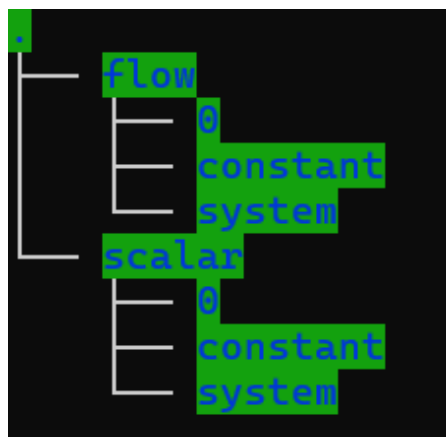 .
├── flow
│   ├── 0
│   ├── constant
│   └── system
└── scalar
    ├── 0
    ├── constant
    └── system